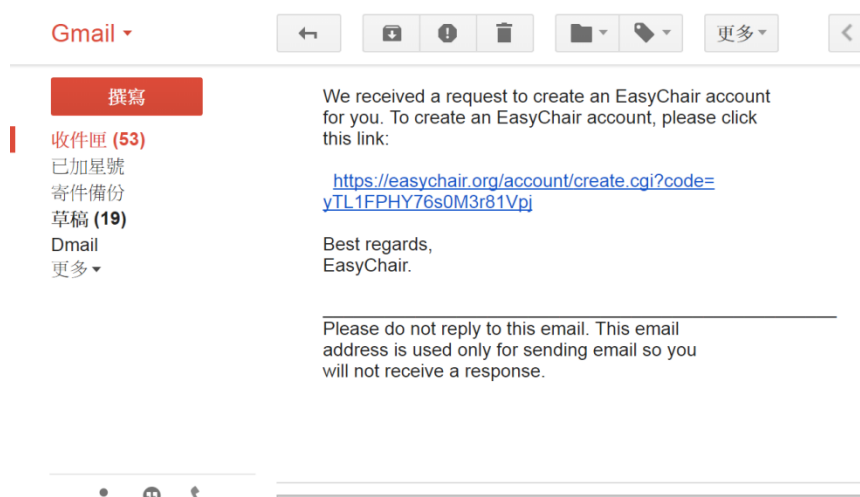 Gmail
更多
撰寫
收件匣 (53)
已加星號
寄件備份
草稿 (19)
Dmail
更多
We received a request to create an EasyChair account
for you. To create an EasyChair account, please click
this link:
https://easychair.org/account/create.cgi?code=
yTL1FPHY76s0M3r81Vpj
Best regards,
EasyChair.
Please do not reply to this email. This email
address is used only for sending email so you
will not receive a response.